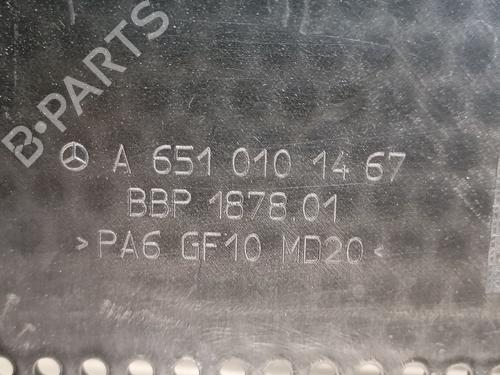 B-PARTS
A 651 010 14 67
BBP 1878.01
>PA6 GF10 MD20<